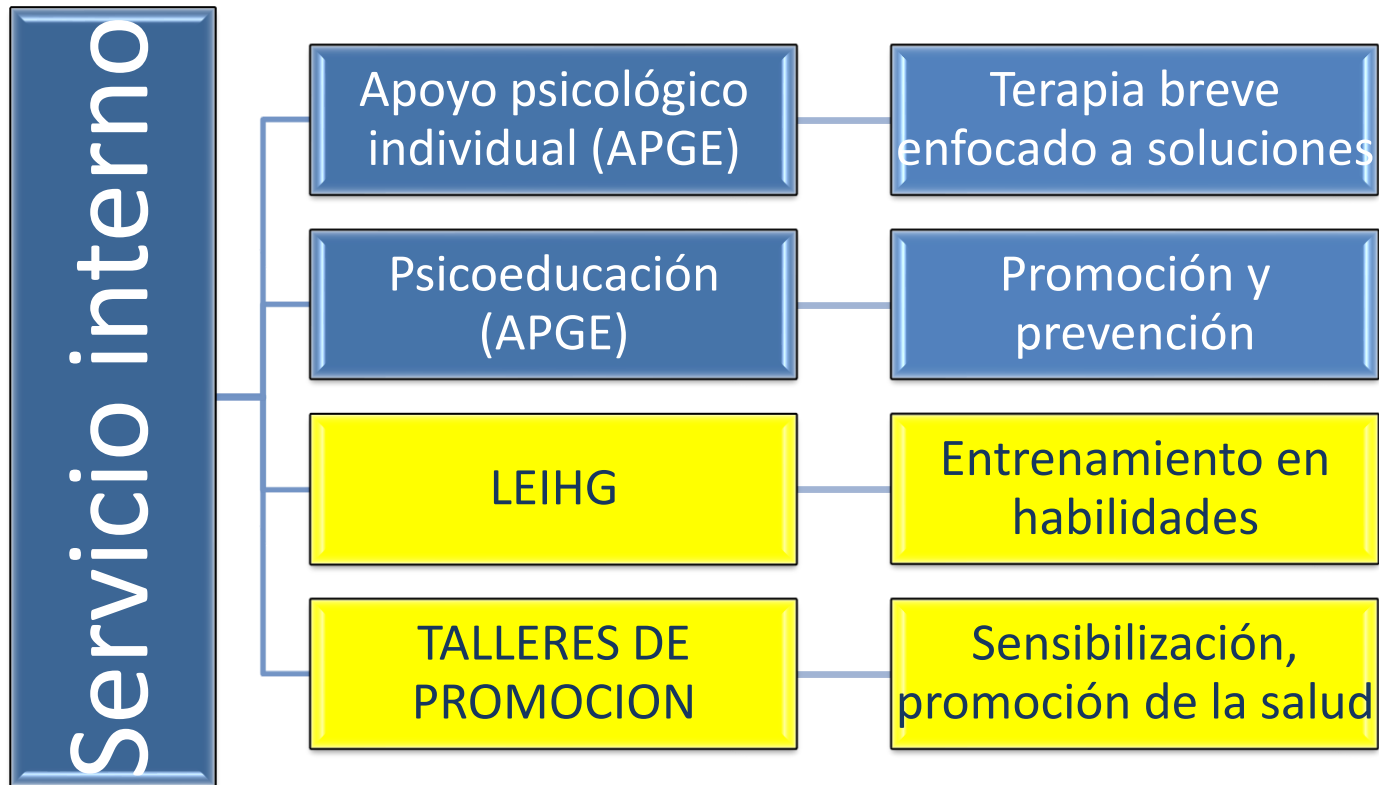 Servicio interno
Apoyo psicológico
individual (APGE)
Terapia breve
enfocado a soluciones
Psicoeducación
(APGE)
Promoción y
prevención
LEIHG
Entrenamiento en
habilidades
TALLERES DE
PROMOCION
Sensibilización,
promoción de la salud